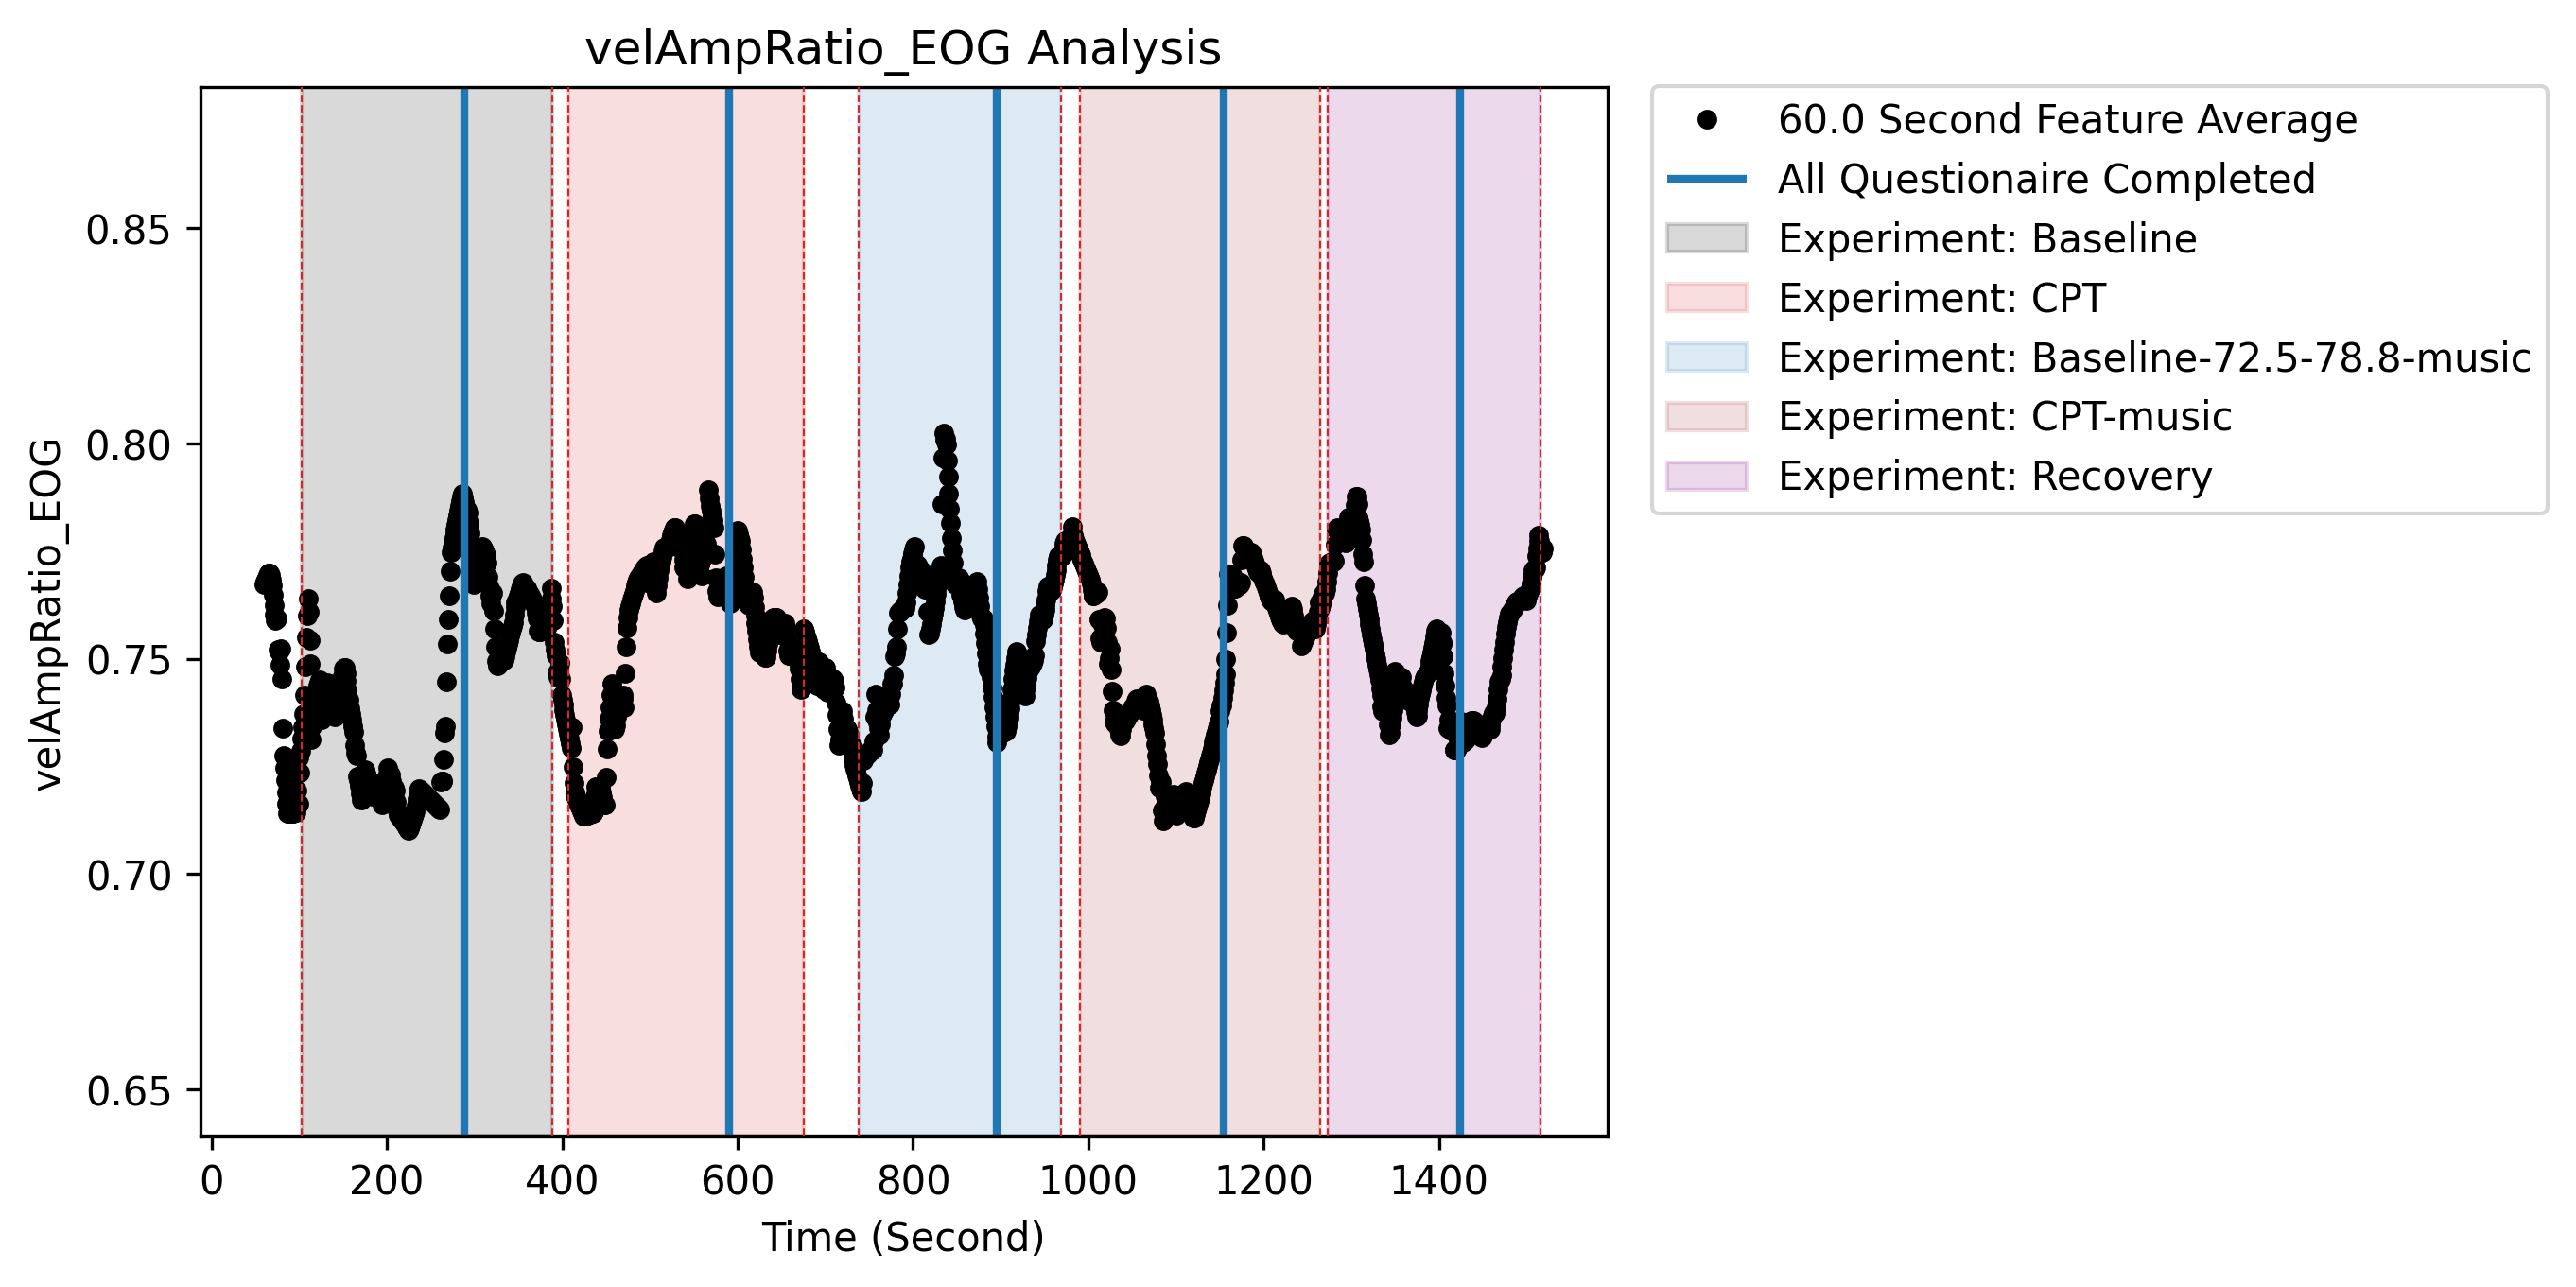 velAmpRatio_EOG Analysis
velAmpRatio_EOG
0.85
0.80
0.75
0.70
0.65
0 200 400 600 800 1000 1200 1400
Time (Second)
60.0 Second Feature Average
All Questionaire Completed
Experiment: Baseline
Experiment: CPT
Experiment: Baseline-72.5-78.8-music
Experiment: CPT-music
Experiment: Recovery